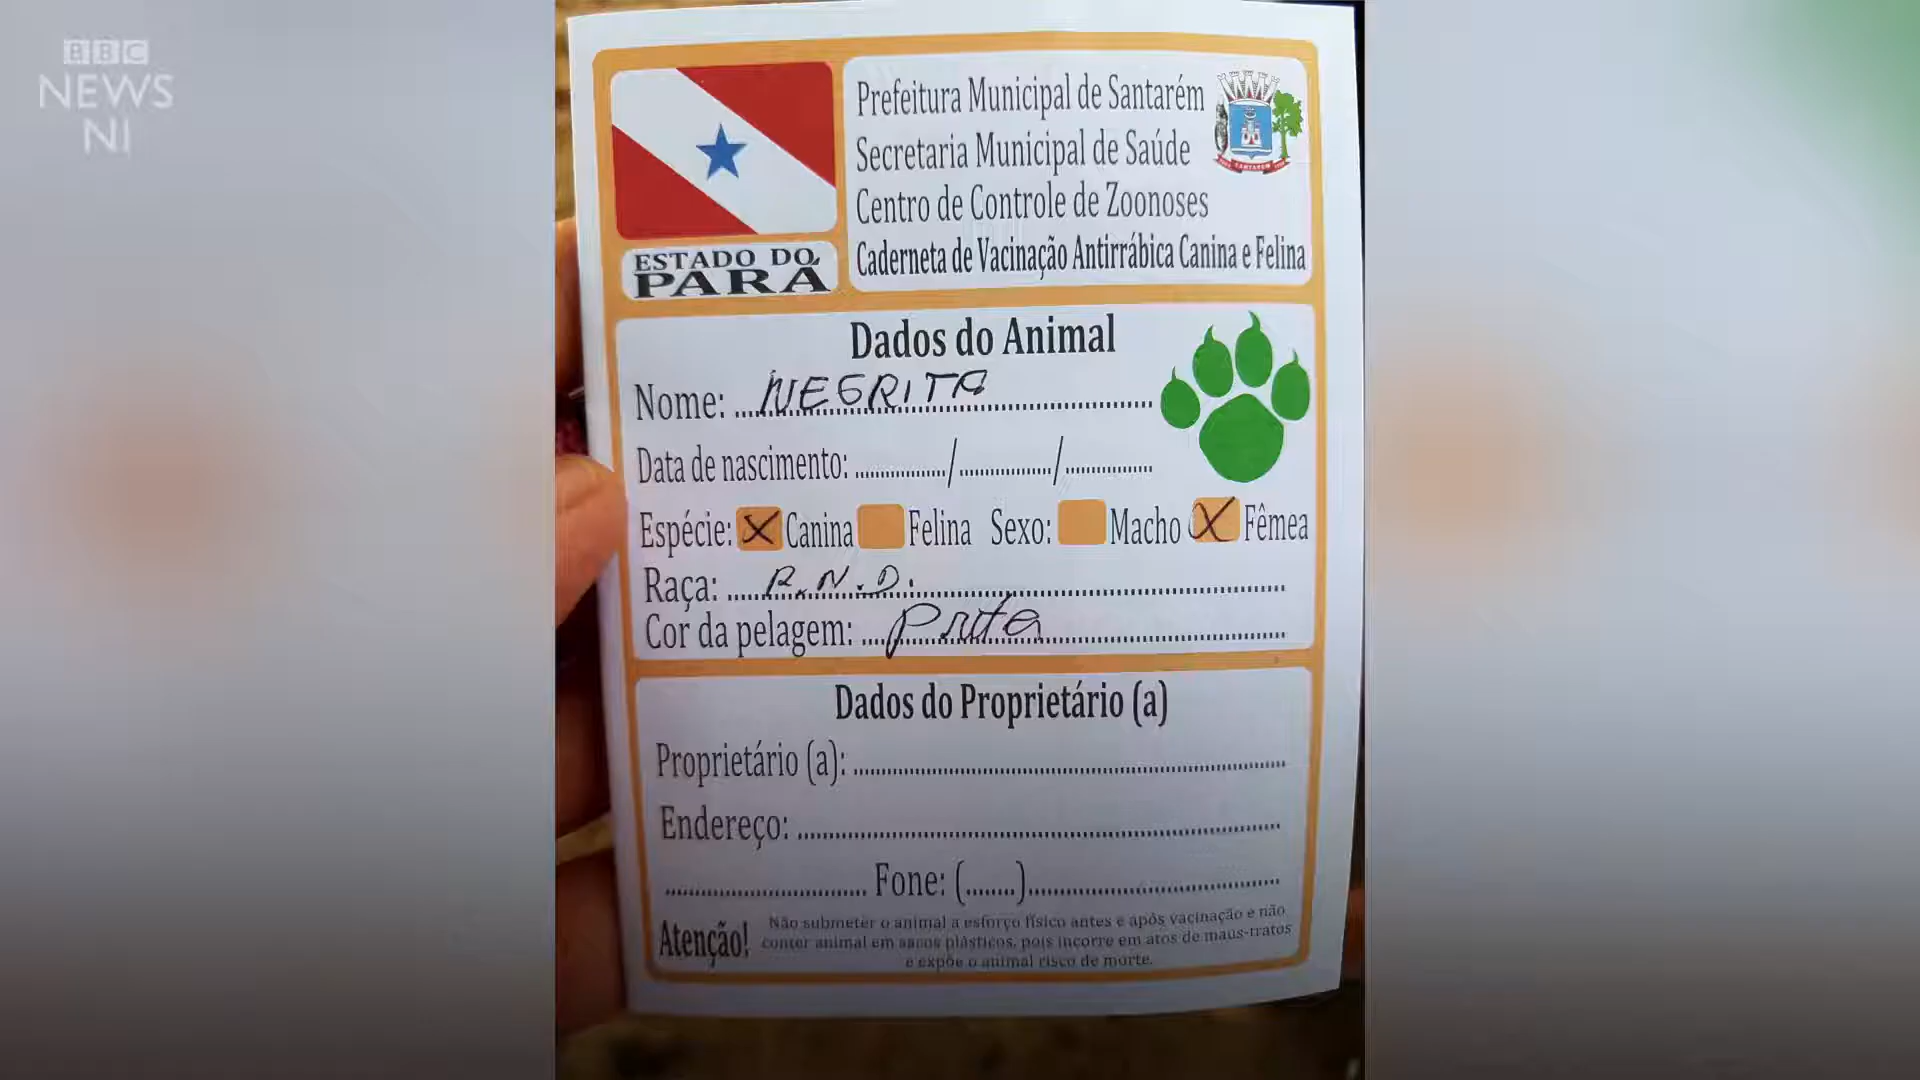 BBC
NEWS
NI
ESTADO DO
PARÁ
Prefeitura Municipal de Santarém
Secretaria Municipal de Saúde
Centro de Controle de Zoonoses
Caderneta de Vacinação Antirrábica Canina e Felina
Dados do Animal
Nome: NEGRITA
Data de nascimento: / /
Espécie: X Canina Felina Sexo: Macho X Fêmea
Raça: R.N.D.
Cor da pelagem: Preta
Dados do Proprietário (a)
Proprietário (a):
Endereço:
Fone: ( )
Atenção! Não submeter o animal a esforço físico antes e após vacinação e não
conter animal em sacos plásticos, pois incorre em atos de maus-tratos
e expõe o animal risco de morte.